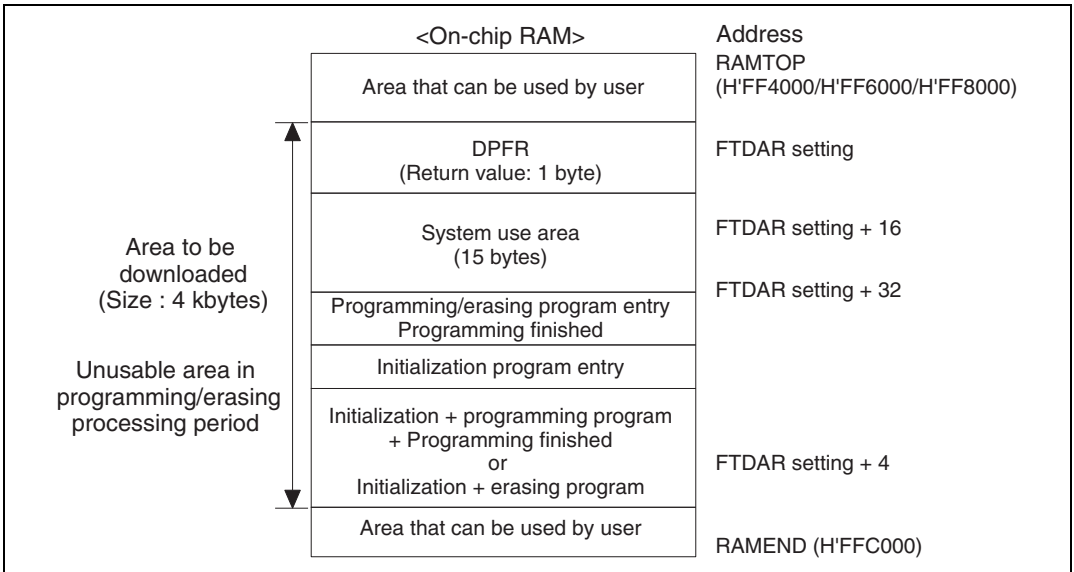 <On-chip RAM>
Address
RAMTOP
(H'FF4000/H'FF6000/H'FF8000)
Area that can be used by user
DPFR
(Return value: 1 byte)
FTDAR setting
System use area
(15 bytes)
FTDAR setting + 16
Area to be
downloaded
(Size : 4 kbytes)
FTDAR setting + 32
Programming/erasing program entry
Programming finished
Initialization program entry
Unusable area in
programming/erasing
processing period
Initialization + programming program
+ Programming finished
or
Initialization + erasing program
FTDAR setting + 4
Area that can be used by user
RAMEND (H'FFC000)